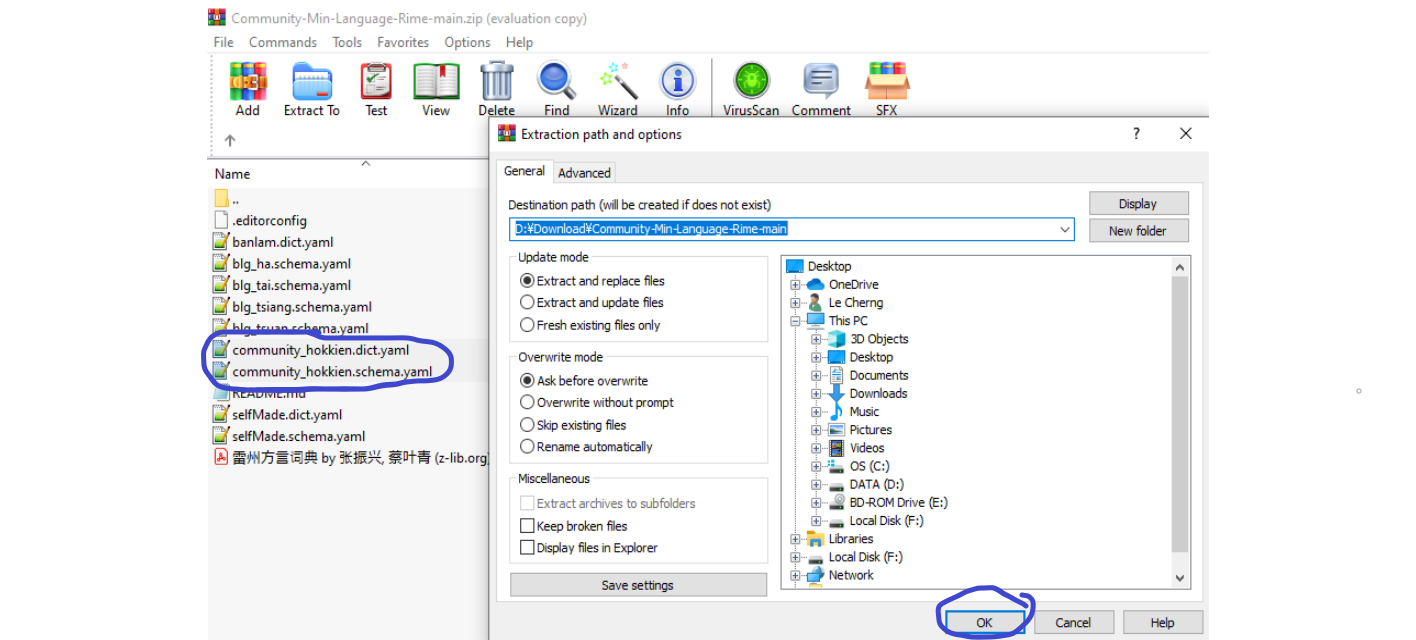 Community-Min-Language-Rime-main.zip (evaluation copy)
File Commands Tools Favorites Options Help
Add Extract To Test View Delete Find Wizard Info VirusScan Comment SFX
Extraction path and options
?
Name
..
.editorconfig
banlam.dict.yaml
blg_ha.schema.yaml
blg_tai.schema.yaml
blg_tsiang.schema.yaml
blg_tsuan.schema.yaml
community_hokkien.dict.yaml
community_hokkien.schema.yaml
README.md
selfMade.dict.yaml
selfMade.schema.yaml
雷州方言词典 by 张振兴, 蔡叶青 (z-lib.org)
General Advanced
Destination path (will be created if does not exist)
Display
D:¥Download¥Community-Min-Language-Rime-main
New folder
Update mode
Extract and replace files
Extract and update files
Fresh existing files only
Overwrite mode
Ask before overwrite
Overwrite without prompt
Skip existing files
Rename automatically
Miscellaneous
Extract archives to subfolders
Keep broken files
Display files in Explorer
Save settings
Desktop
OneDrive
Le Cherng
This PC
3D Objects
Desktop
Documents
Downloads
Music
Pictures
Videos
OS (C:)
DATA (D:)
BD-ROM Drive (E:)
Local Disk (F:)
Libraries
Local Disk (F:)
Network
OK Cancel Help